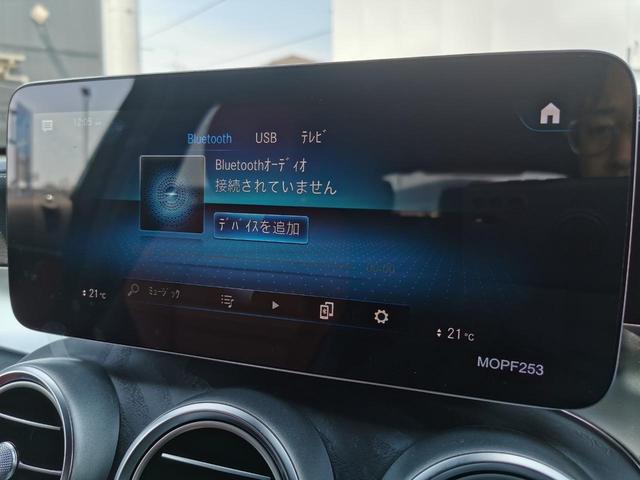 12:05
Bluetooth USB ﾃﾚﾋﾞ
Bluetoothｵｰﾃﾞｨｵ
接続されていません
ﾃﾞﾊﾞｲｽを追加
21℃ ﾐｭｰｼﾞｯｸ
21℃
MOPF253